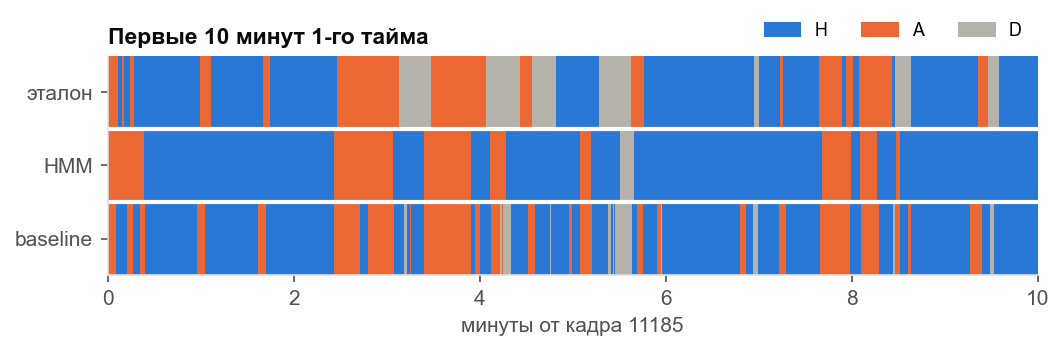 Первые 10 минут 1-го тайма
H A D
эталон
HMM
baseline
0 2 4 6 8 10
минуты от кадра 11185